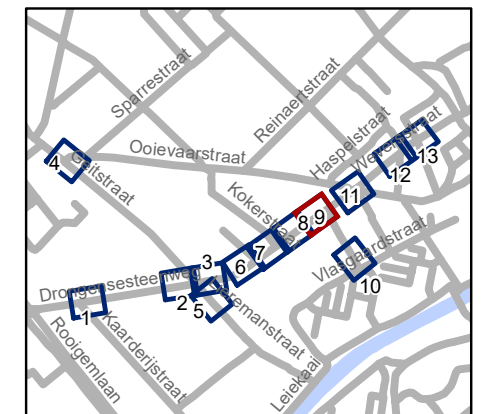 Sparrestraat
Reinaertstraat
Haspelstraat
Weverstraat
13
12
Ooievaarstraat
4
Geitstraat
Kokerstraat
11
8
9
Vlasgaardstraat
10
7
6
3
Drongensesteenweg
2
5
1
Rooigemlaan
Kaarderijstraat
Leiekaai